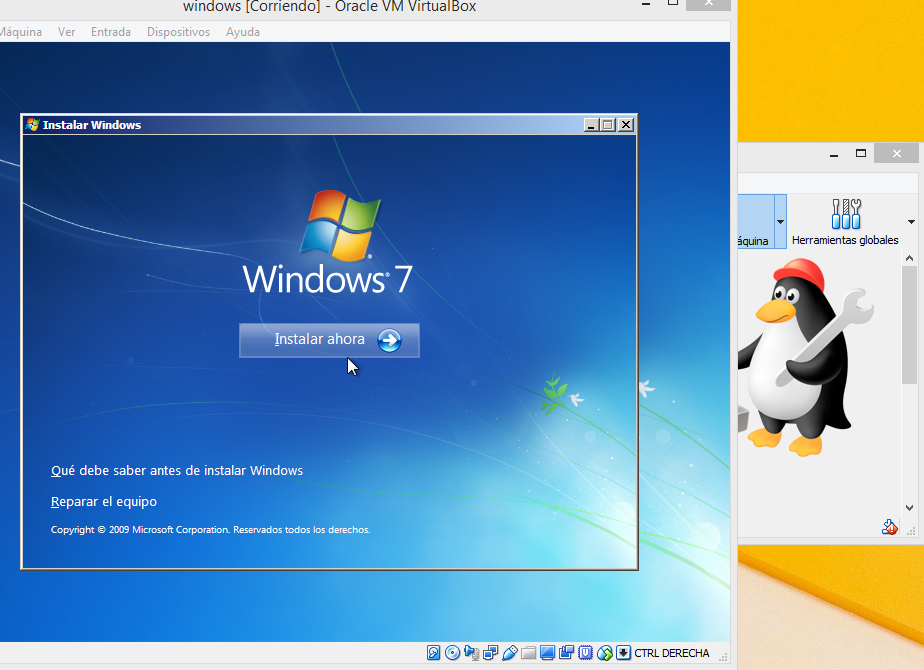 windows [Corriendo] - Oracle VM VirtualBox
Máquina Ver Entrada Dispositivos Ayuda
Instalar Windows
Windows® 7
Instalar ahora
Qué debe saber antes de instalar Windows
Reparar el equipo
Copyright © 2009 Microsoft Corporation. Reservados todos los derechos.
CTRL DERECHA
áquina Herramientas globales